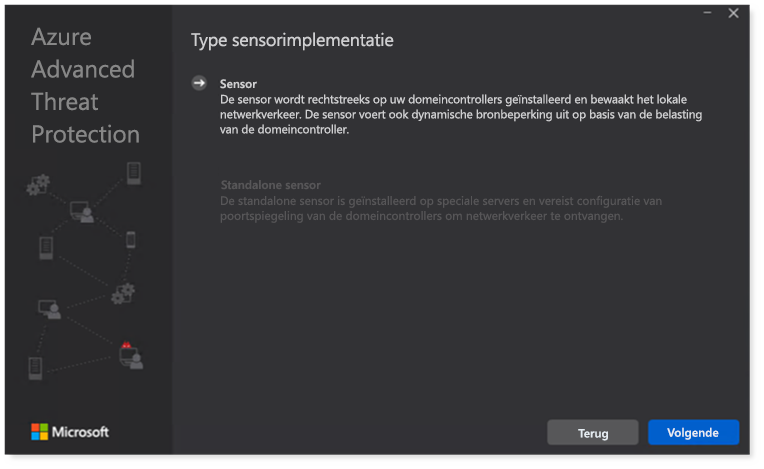 Azure
Advanced
Threat
Protection
Type sensorimplementatie
Sensor
De sensor wordt rechtstreeks op uw domeincontrollers geïnstalleerd en bewaakt het lokale
netwerkverkeer. De sensor voert ook dynamische bronbeperking uit op basis van de belasting
van de domeincontroller.
Standalone sensor
De standalone sensor is geïnstalleerd op speciale servers en vereist configuratie van
poortspiegeling van de domeincontrollers om netwerkverkeer te ontvangen.
Microsoft
Terug
Volgende